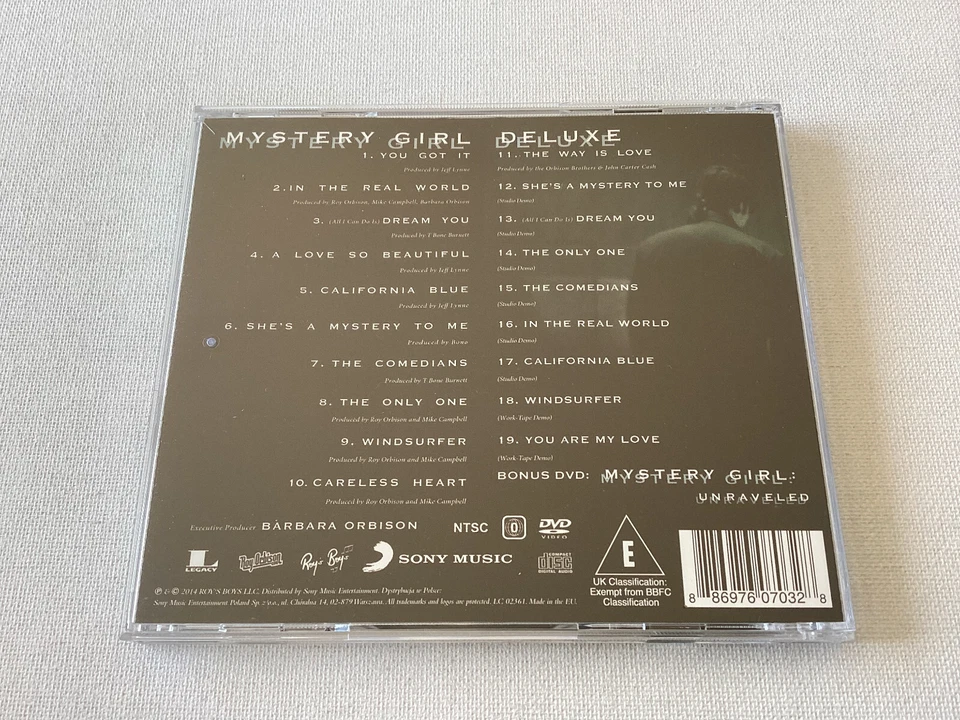 MYSTERY GIRL DELUXE
1. YOU GOT IT
Produced by Jeff Lynne
2. IN THE REAL WORLD
Produced by Roy Orbison, Mike Campbell, Barbara Orbison
3. (All I Can Do Is) DREAM YOU
Produced by T Bone Burnett
4. A LOVE SO BEAUTIFUL
Produced by Jeff Lynne
5. CALIFORNIA BLUE
Produced by Jeff Lynne
6. SHE'S A MYSTERY TO ME
Produced by Bono
7. THE COMEDIANS
Produced by T Bone Burnett
8. THE ONLY ONE
Produced by Roy Orbison and Mike Campbell
9. WINDSURFER
Produced by Roy Orbison and Mike Campbell
10. CARELESS HEART
Produced by Roy Orbison and Mike Campbell
11. THE WAY IS LOVE
Produced by the Orbison Brothers & John Carter Cash
12. SHE'S A MYSTERY TO ME
(Studio Demo)
13. (All I Can Do Is) DREAM YOU
(Studio Demo)
14. THE ONLY ONE
(Studio Demo)
15. THE COMEDIANS
(Studio Demo)
16. IN THE REAL WORLD
(Studio Demo)
17. CALIFORNIA BLUE
(Studio Demo)
18. WINDSURFER
(Work-Tape Demo)
19. YOU ARE MY LOVE
(Work-Tape Demo)
BONUS DVD: MYSTERY GIRL:
UNRAVELED
Executive Producer BARBARA ORBISON
NTSC 0 DVD VIDEO
L LEGACY Roy Orbison Roy's Boys SONY MUSIC COMPACT disc DIGITAL AUDIO
E
UK Classification:
Exempt from BBFC
Classification
8 86976 07032 8
℗ & © 2014 ROY'S BOYS LLC. Distributed by Sony Music Entertainment. Dystrybucja w Polsce:
Sony Music Entertainment Poland Sp. z o.o., ul. Chłodna 14, 02-879 Warszawa. All trademarks and logos are protected. LC 02361. Made in the EU.